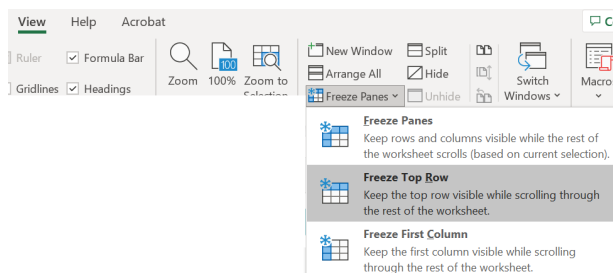 View Help Acrobat
C
Ruler Formula Bar
Gridlines Headings
100
Zoom 100% Zoom to
Selection
New Window Split
Arrange All Hide
Freeze Panes Unhide
Switch
Windows
Macro
Freeze Panes
Keep rows and columns visible while the rest of
the worksheet scrolls (based on current selection).
Freeze Top Row
Keep the top row visible while scrolling through
the rest of the worksheet.
Freeze First Column
Keep the first column visible while scrolling
through the rest of the worksheet.